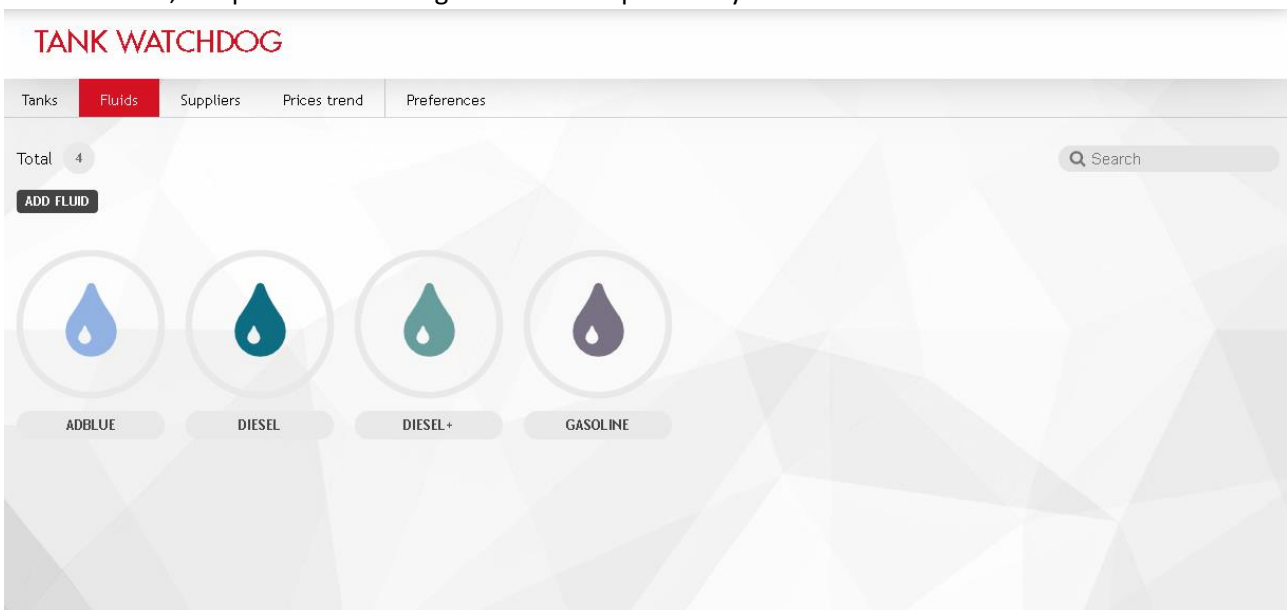 TANK WATCHDOG
Tanks Fluids Suppliers Prices trend Preferences
Total 4
Search
ADD FLUID
ADBLUE DIESEL DIESEL+ GASOLINE